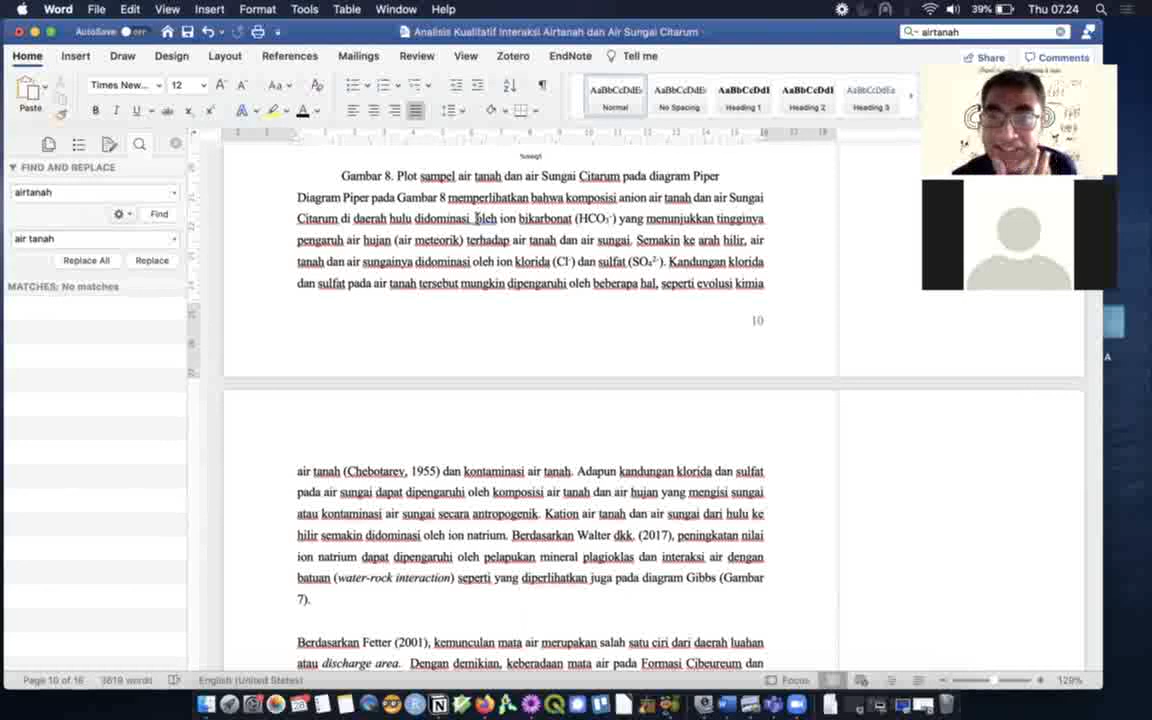 Word File Edit View Insert Format Tools Table Window Help 39% Thu 07.24
AutoSave OFF Analisis Kualitatif Interaksi Airtanah dan Air Sungai Citarum airtanah
Home Insert Draw Design Layout References Mailings Review View Zotero EndNote Tell me Share Comments
Paste Times New... 12 AaBbCcDdEe AaBbCcDdEe AaBbCcDdI AaBbCcDdI AaBbCcDdEe
Normal No Spacing Heading 1 Heading 2 Heading 3
FIND AND REPLACE
airtanah
Find
air tanah
Replace All Replace
MATCHES: No matches
Gambar 8. Plot sampel air tanah dan air Sungai Citarum pada diagram Piper
Diagram Piper pada Gambar 8 memperlihatkan bahwa komposisi anion air tanah dan air Sungai
Citarum di daerah hulu didominasi oleh ion bikarbonat (HCO₃⁻) yang menunjukkan tingginya
pengaruh air hujan (air meteorik) terhadap air tanah dan air sungai. Semakin ke arah hilir, air
tanah dan air sungainya didominasi oleh ion klorida (Cl⁻) dan sulfat (SO₄²⁻). Kandungan klorida
dan sulfat pada air tanah tersebut mungkin dipengaruhi oleh beberapa hal, seperti evolusi kimia
10
air tanah (Chebotarev, 1955) dan kontaminasi air tanah. Adapun kandungan klorida dan sulfat
pada air sungai dapat dipengaruhi oleh komposisi air tanah dan air hujan yang mengisi sungai
atau kontaminasi air sungai secara antropogenik. Kation air tanah dan air sungai dari hulu ke
hilir semakin didominasi oleh ion natrium. Berdasarkan Walter dkk. (2017), peningkatan nilai
ion natrium dapat dipengaruhi oleh pelapukan mineral plagioklas dan interaksi air dengan
batuan (water-rock interaction) seperti yang diperlihatkan juga pada diagram Gibbs (Gambar
7).
Berdasarkan Fetter (2001), kemunculan mata air merupakan salah satu ciri dari daerah luahan
atau discharge area. Dengan demikian, keberadaan mata air pada Formasi Cibeureum dan
Page 10 of 16 3819 words English (United States) Focus 129%